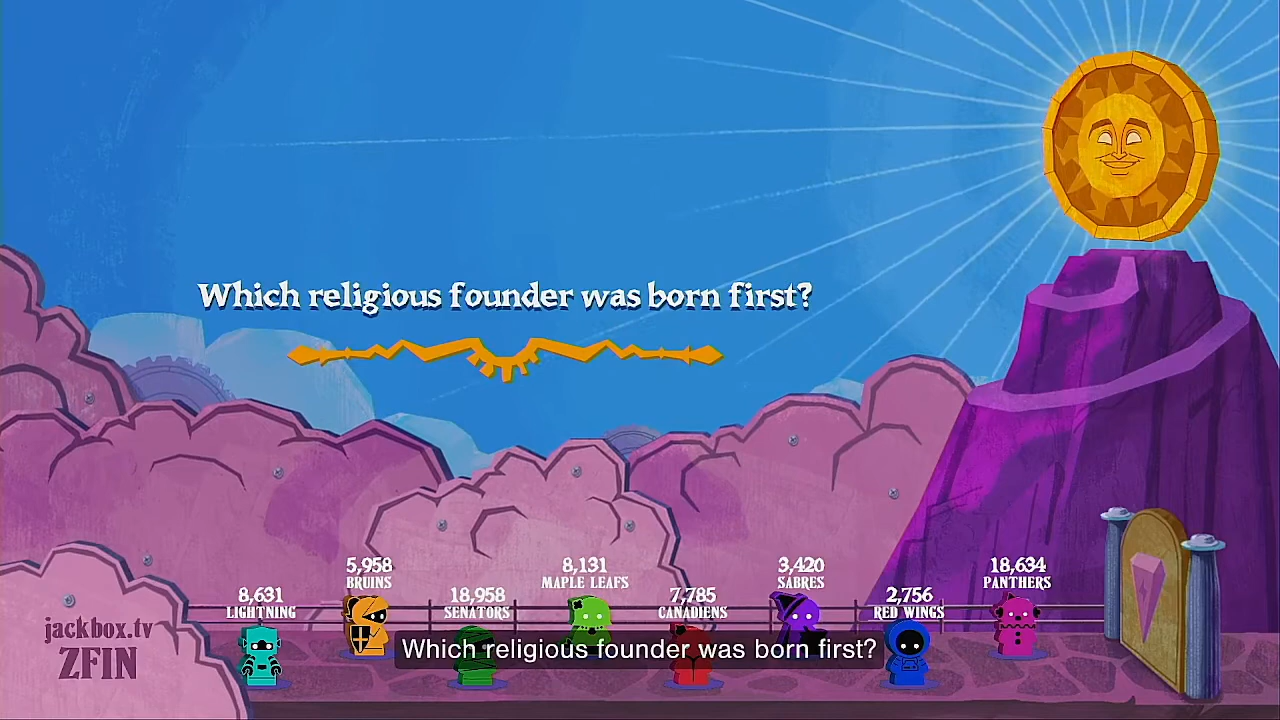 Which religious founder was born first?
5,958
BRUINS
8,131
MAPLE LEAFS
3,420
SABRES
18,634
PANTHERS
8,631
LIGHTNING
18,958
SENATORS
7,785
CANADIENS
2,756
RED WINGS
jackbox.tv
ZFIN
Which religious founder was born first?